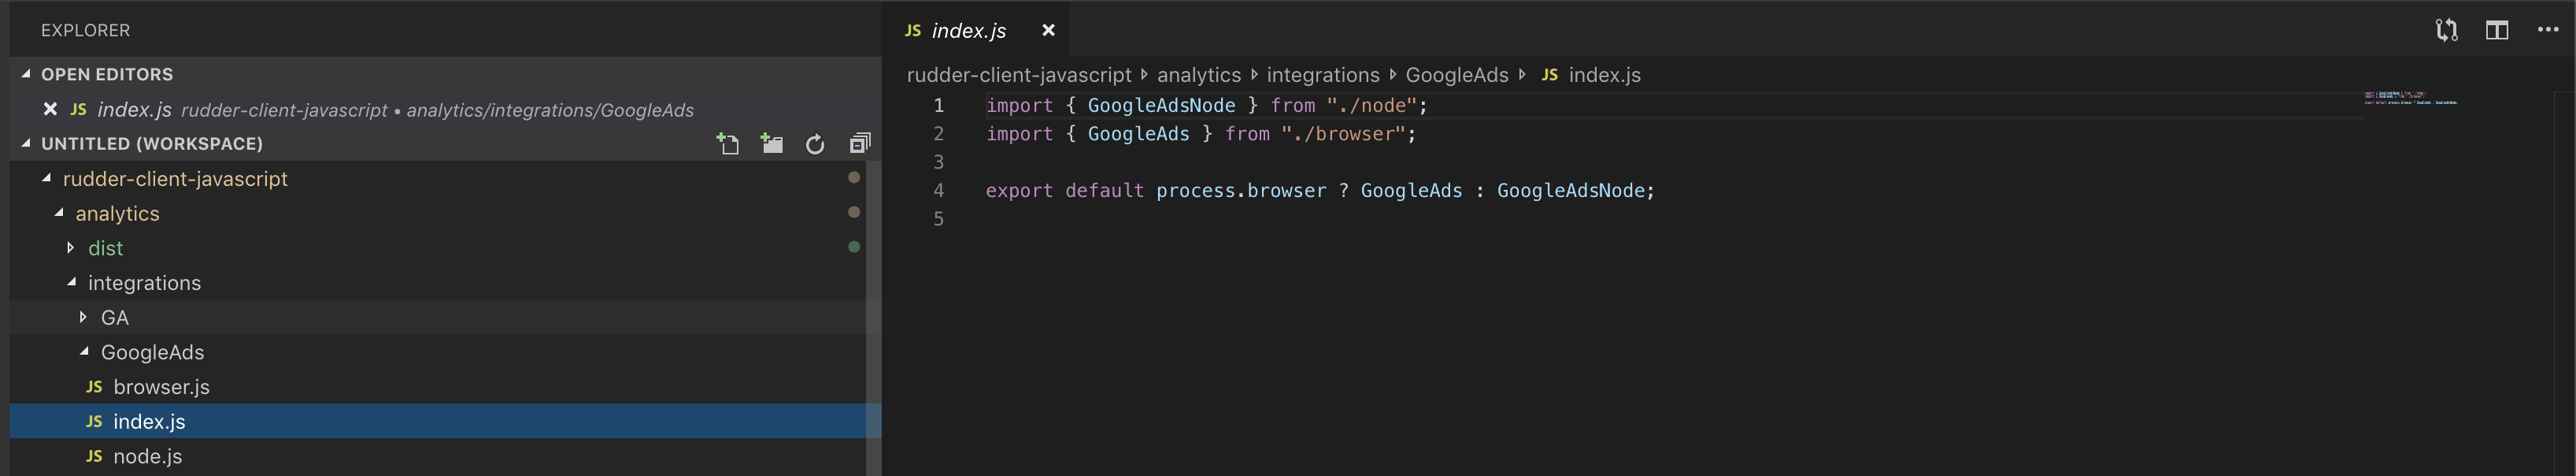 EXPLORER
OPEN EDITORS
JS index.js rudder-client-javascript • analytics/integrations/GoogleAds
UNTITLED (WORKSPACE)
rudder-client-javascript
analytics
dist
integrations
GA
GoogleAds
JS browser.js
JS index.js
JS node.js
JS index.js
rudder-client-javascript analytics integrations GoogleAds JS index.js
1 import { GoogleAdsNode } from "./node";
2 import { GoogleAds } from "./browser";
3
4 export default process.browser ? GoogleAds : GoogleAdsNode;
5